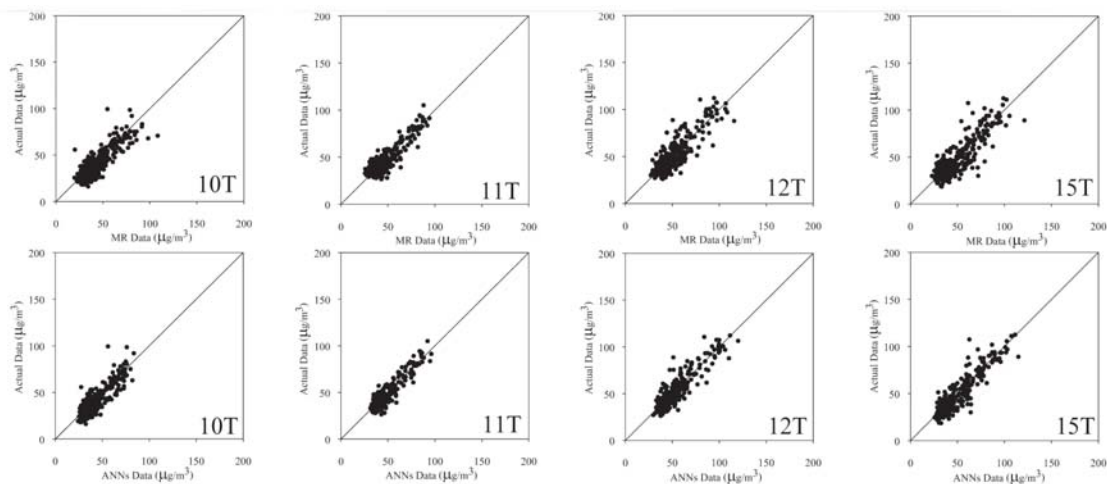 200 200 200 200
Actual Data (µg/m³) Actual Data (µg/m³) Actual Data (µg/m³) Actual Data (µg/m³)
150 150 150 150
100 100 100 100
50 50 50 50
10T 11T 12T 15T
0 0 0 0
0 50 100 150 200 0 50 100 150 200 0 50 100 150 200 0 50 100 150 200
MR Data (µg/m³) MR Data (µg/m³) MR Data (µg/m³) MR Data (µg/m³)
200 200 200 200
Actual Data (µg/m³) Actual Data (µg/m³) Actual Data (µg/m³) Actual Data (µg/m³)
150 150 150 150
100 100 100 100
50 50 50 50
10T 11T 12T 15T
0 0 0 0
0 50 100 150 200 0 50 100 150 200 0 50 100 150 200 0 50 100 150 200
ANNs Data (µg/m³) ANNs Data (µg/m³) ANNs Data (µg/m³) ANNs Data (µg/m³)